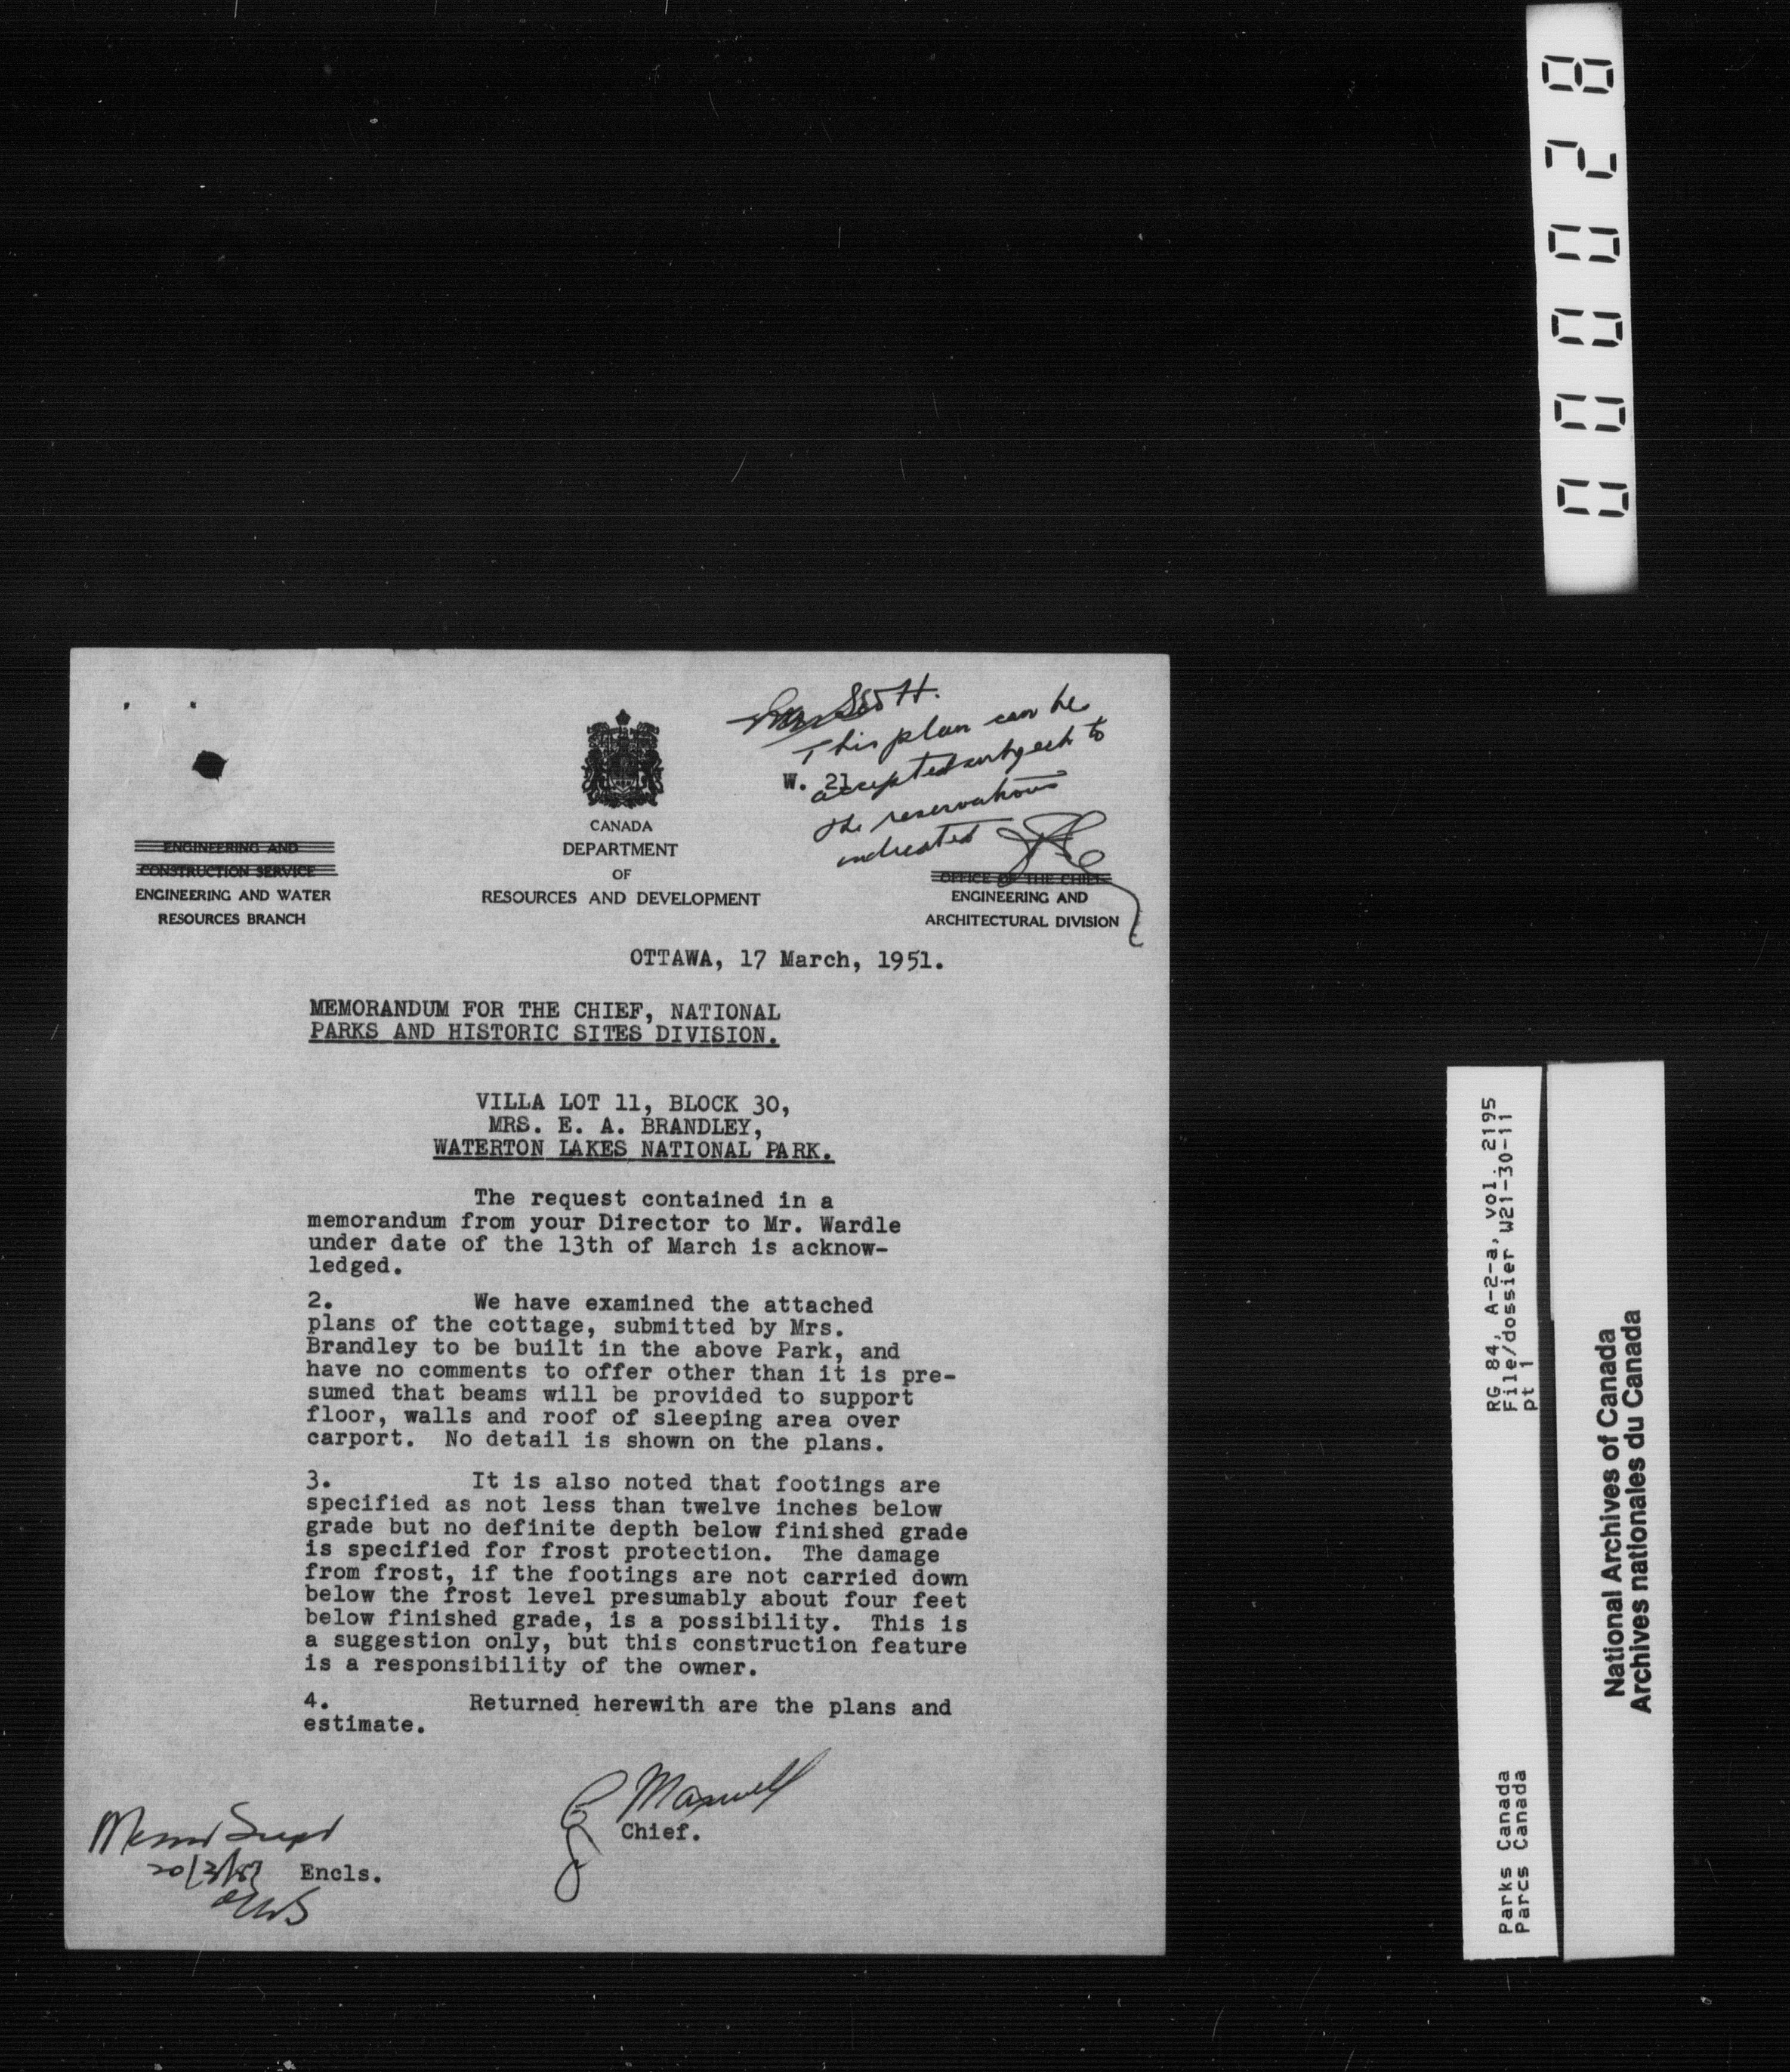 000028
Mr Scott.
This plan can be
accepted subject to
W. 21
the reservations
indicated
CANADA
DEPARTMENT
OF
RESOURCES AND DEVELOPMENT
ENGINEERING AND
CONSTRUCTION SERVICE
ENGINEERING AND WATER
RESOURCES BRANCH
OFFICE OF THE CHIEF
ENGINEERING AND
ARCHITECTURAL DIVISION
OTTAWA, 17 March, 1951.
MEMORANDUM FOR THE CHIEF, NATIONAL
PARKS AND HISTORIC SITES DIVISION.
VILLA LOT 11, BLOCK 30,
MRS. E. A. BRANDLEY,
WATERTON LAKES NATIONAL PARK.
The request contained in a
memorandum from your Director to Mr. Wardle
under date of the 13th of March is acknow-
ledged.
2. We have examined the attached
plans of the cottage, submitted by Mrs.
Brandley to be built in the above Park, and
have no comments to offer other than it is pre-
sumed that beams will be provided to support
floor, walls and roof of sleeping area over
carport. No detail is shown on the plans.
3. It is also noted that footings are
specified as not less than twelve inches below
grade but no definite depth below finished grade
is specified for frost protection. The damage
from frost, if the footings are not carried down
below the frost level presumably about four feet
below finished grade, is a possibility. This is
a suggestion only, but this construction feature
is a responsibility of the owner.
4. Returned herewith are the plans and
estimate.
Maxwell
Chief.
Memo Supt
Encls.
RG 84, A-2-a, vol. 2195
File/dossier W21-30-11
pt 1
Parks Canada
Parcs Canada
National Archives of Canada
Archives nationales du Canada